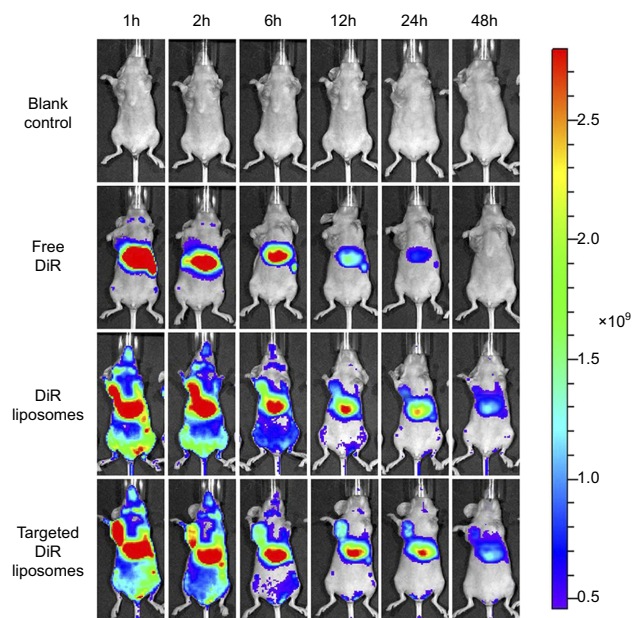 1h 2h 6h 12h 24h 48h
Blank
control
2.5
2.0
Free
DiR
×10⁹
1.5
DiR
liposomes
1.0
Targeted
DiR
liposomes
0.5